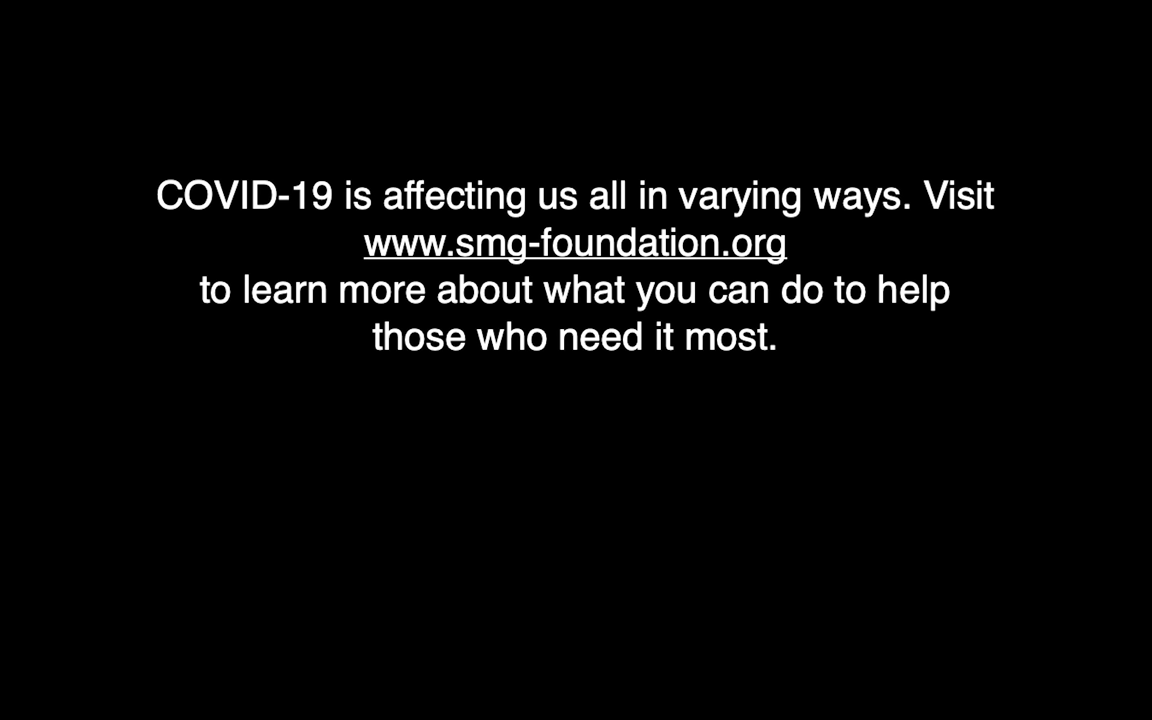 COVID-19 is affecting us all in varying ways. Visit
www.smg-foundation.org
to learn more about what you can do to help
those who need it most.